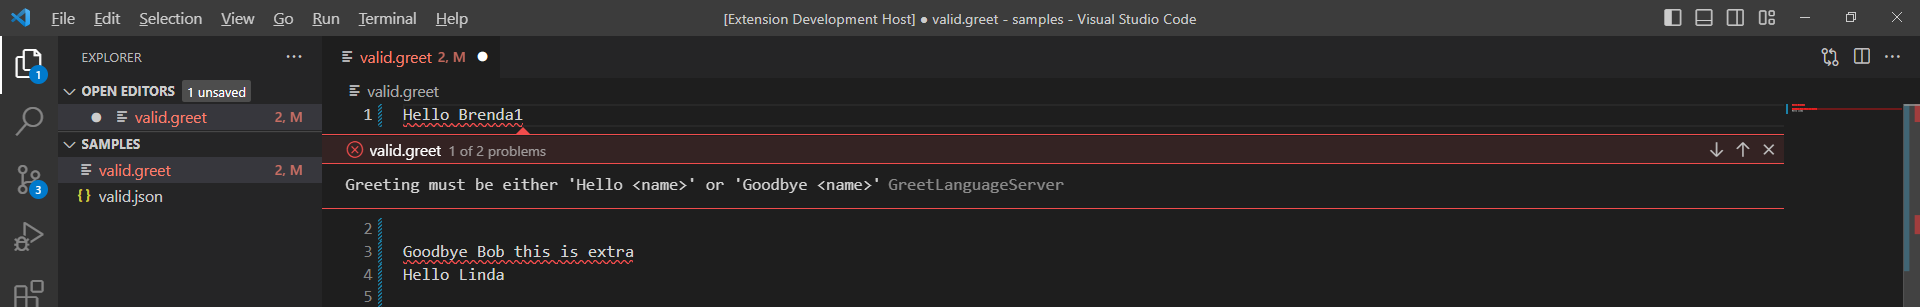 File Edit Selection View Go Run Terminal Help
[Extension Development Host] ● valid.greet - samples - Visual Studio Code
1
3
EXPLORER
OPEN EDITORS 1 unsaved
valid.greet 2, M
SAMPLES
valid.greet 2, M
{} valid.json
valid.greet 2, M
valid.greet
1 Hello Brenda1
valid.greet 1 of 2 problems
Greeting must be either 'Hello <name>' or 'Goodbye <name>' GreetLanguageServer
2
3 Goodbye Bob this is extra
4 Hello Linda
5